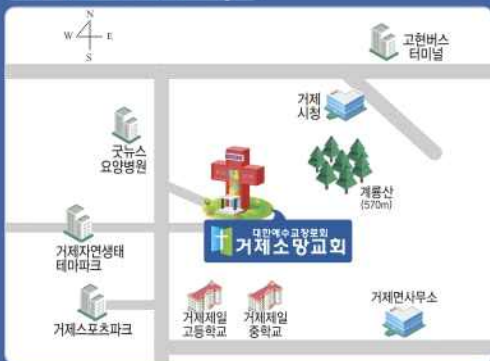 N
W E
S
고현버스
터미널
거제
시청
굿뉴스
요양병원
계룡산
(570m)
대한예수교장로회
거제소망교회
거제자연생태
테마파크
거제스포츠파크
거제제일
고등학교
거제제일
중학교
거제면사무소